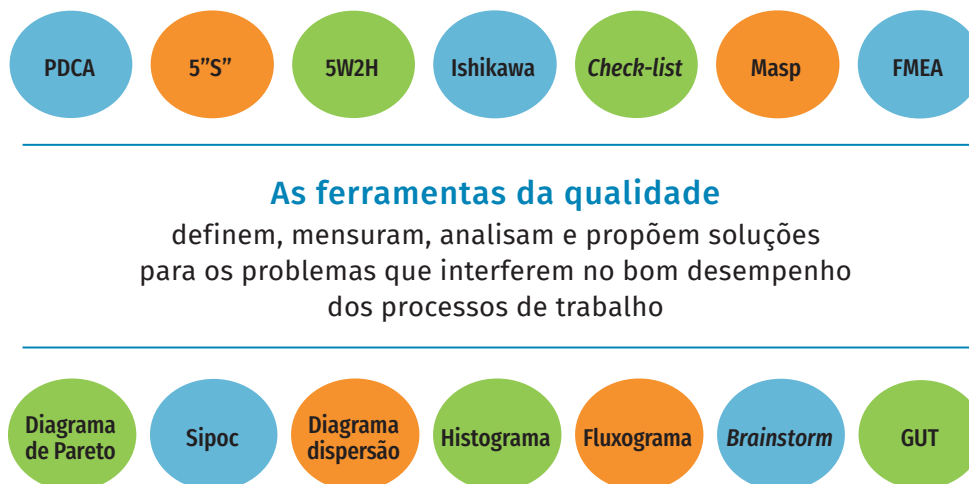 PDCA
5”S”
5W2H
Ishikawa
Check-list
Masp
FMEA
As ferramentas da qualidade
definem, mensuram, analisam e propõem soluções
para os problemas que interferem no bom desempenho
dos processos de trabalho
Diagrama
de Pareto
Sipoc
Diagrama
dispersão
Histograma
Fluxograma
Brainstorm
GUT